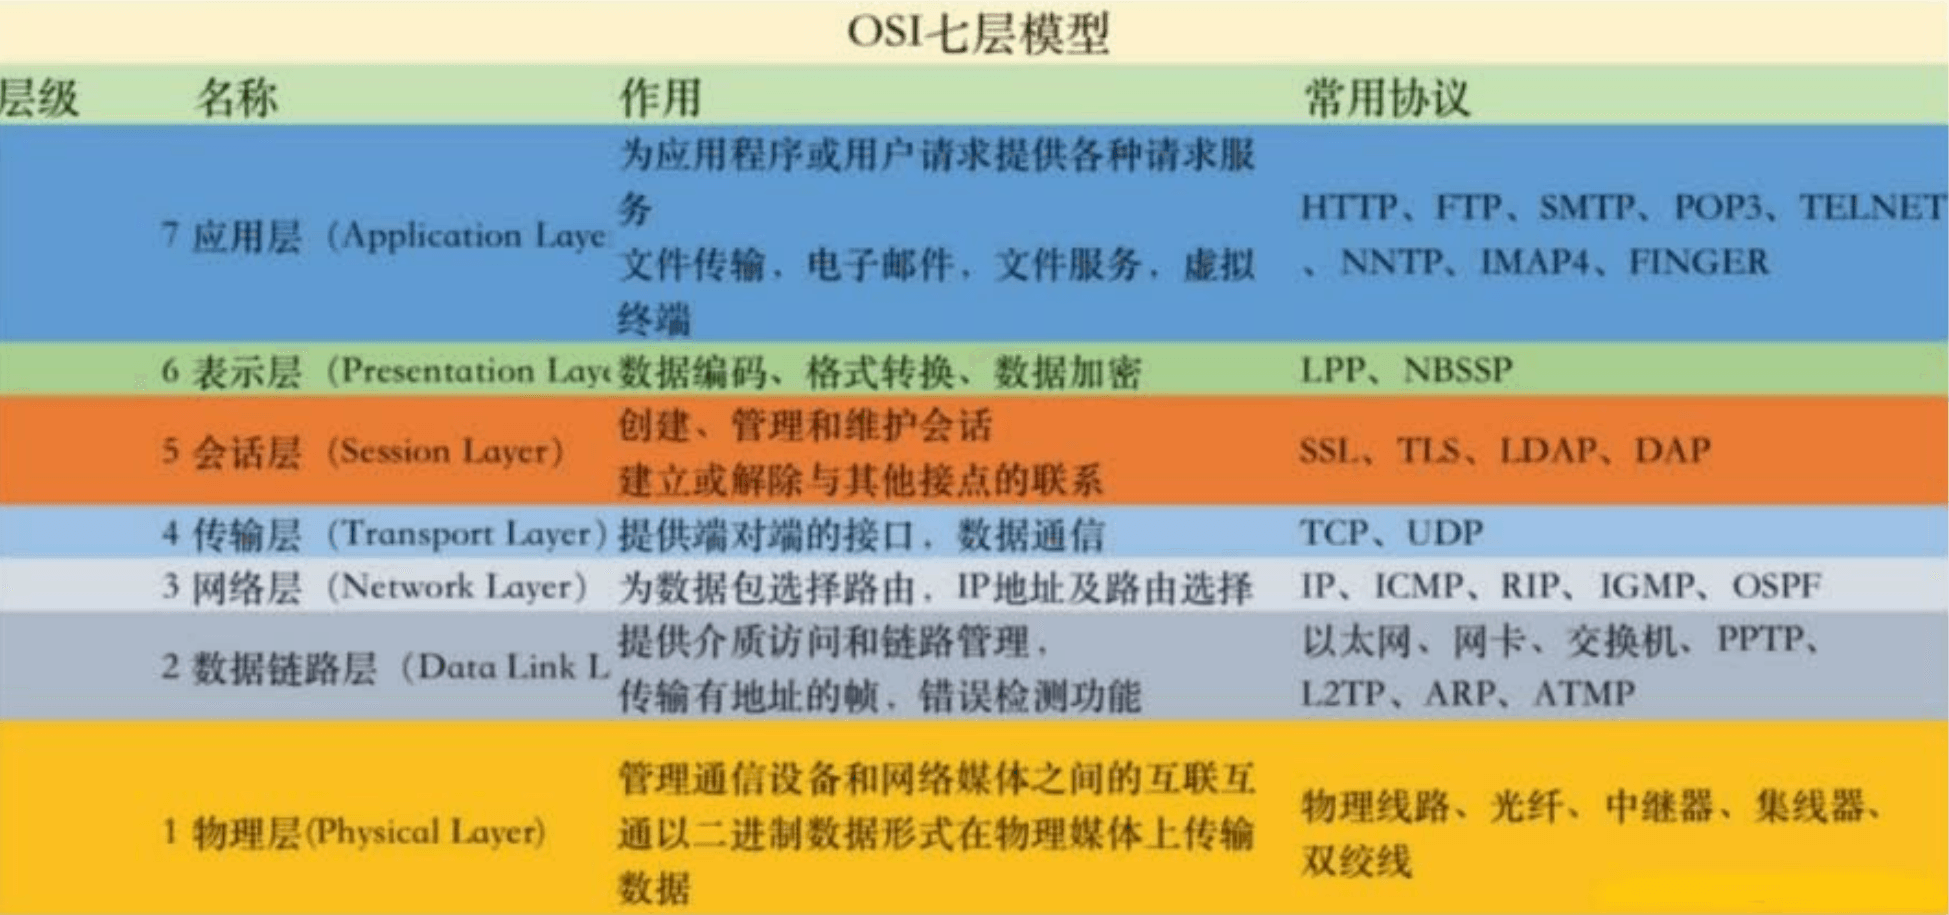 OSI七层模型
层级 名称 作用 常用协议
为应用程序或用户请求提供各种请求服
务
7 应用层（Application Laye
文件传输，电子邮件，文件服务，虚拟
终端
HTTP、FTP、SMTP、POP3、TELNET
、NNTP、IMAP4、FINGER
6 表示层（Presentation Laye 数据编码、格式转换、数据加密 LPP、NBSSP
5 会话层（Session Layer）
创建、管理和维护会话
建立或解除与其他接点的联系
SSL、TLS、LDAP、DAP
4 传输层（Transport Layer） 提供端对端的接口，数据通信 TCP、UDP
3 网络层（Network Layer） 为数据包选择路由，IP地址及路由选择 IP、ICMP、RIP、IGMP、OSPF
2 数据链路层（Data Link L
提供介质访问和链路管理，
传输有地址的帧，错误检测功能
以太网、网卡、交换机、PPTP、
L2TP、ARP、ATMP
1 物理层(Physical Layer)
管理通信设备和网络媒体之间的互联互
通以二进制数据形式在物理媒体上传输
数据
物理线路、光纤、中继器、集线器、
双绞线